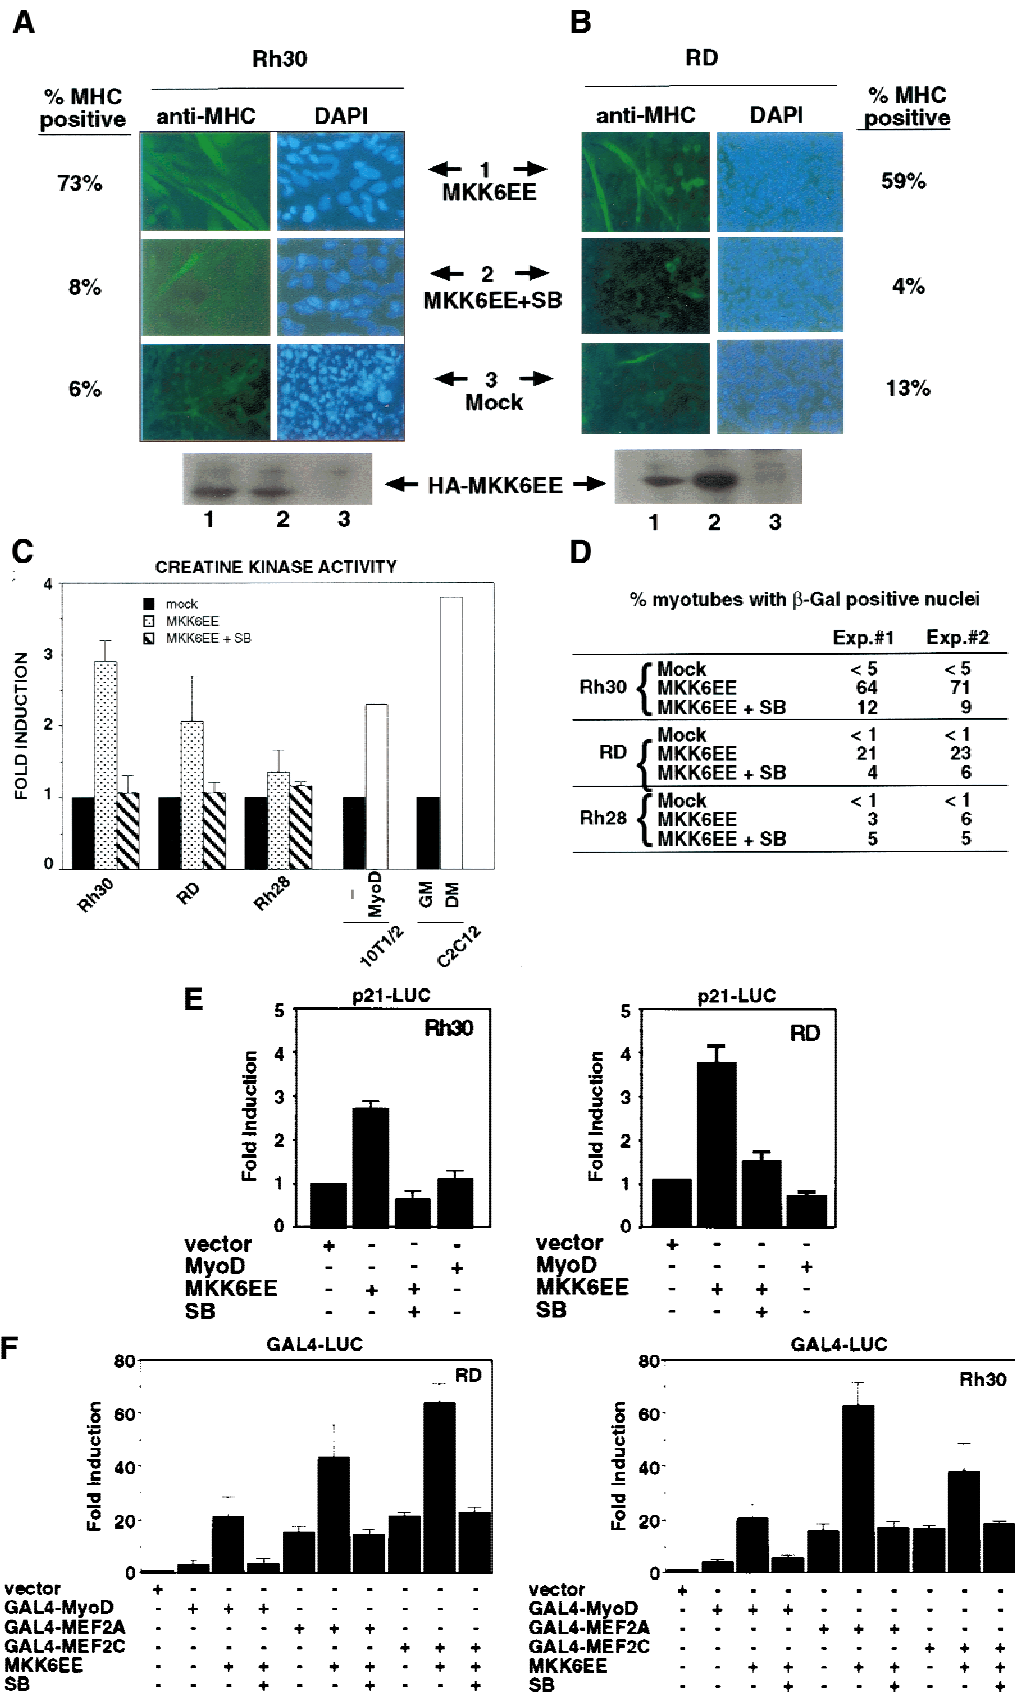 A
B
Rh30
RD
% MHC positive
anti-MHC DAPI
anti-MHC DAPI
% MHC positive
73%
1
MKK6EE
59%
8%
2
MKK6EE+SB
4%
6%
3
Mock
13%
HA-MKK6EE
1 2 3
1 2 3
C
CREATINE KINASE ACTIVITY
mock
MKK6EE
MKK6EE + SB
FOLD INDUCTION
4
3
2
1
0
Rh30
RD
Rh28
–
MyoD
GM
DM
10T1/2
C2C12
D
% myotubes with β-Gal positive nuclei
Exp.#1 Exp.#2
Rh30
Mock < 5 < 5
MKK6EE 64 71
MKK6EE + SB 12 9
RD
Mock < 1 < 1
MKK6EE 21 23
MKK6EE + SB 4 6
Rh28
Mock < 1 < 1
MKK6EE 3 6
MKK6EE + SB 5 5
E
p21-LUC
Rh30
Fold Induction
5
4
3
2
1
0
vector + - - -
MyoD - - - +
MKK6EE - + + -
SB - - + -
p21-LUC
RD
Fold Induction
5
4
3
2
1
0
vector + - - -
MyoD - - - +
MKK6EE - + + -
SB - - + -
F
GAL4-LUC
RD
Fold Induction
80
60
40
20
0
vector + - - - - - - - - -
GAL4-MyoD - + + + - - - - - -
GAL4-MEF2A - - - - + + + - - -
GAL4-MEF2C - - - - - - - + + +
MKK6EE - - + + - + + - + +
SB - - - + - - + - - +
GAL4-LUC
Rh30
Fold Induction
80
60
40
20
0
vector + - - - - - - - - -
GAL4-MyoD - + + + - - - - - -
GAL4-MEF2A - - - - + + + - - -
GAL4-MEF2C - - - - - - - + + +
MKK6EE - - + + - + + - + +
SB - - - + - - + - - +